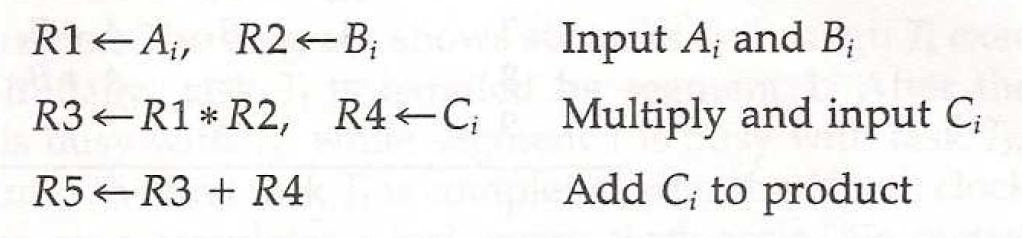 R1 ← Aᵢ, R2 ← Bᵢ Input Aᵢ and Bᵢ
R3 ← R1 * R2, R4 ← Cᵢ Multiply and input Cᵢ
R5 ← R3 + R4 Add Cᵢ to product